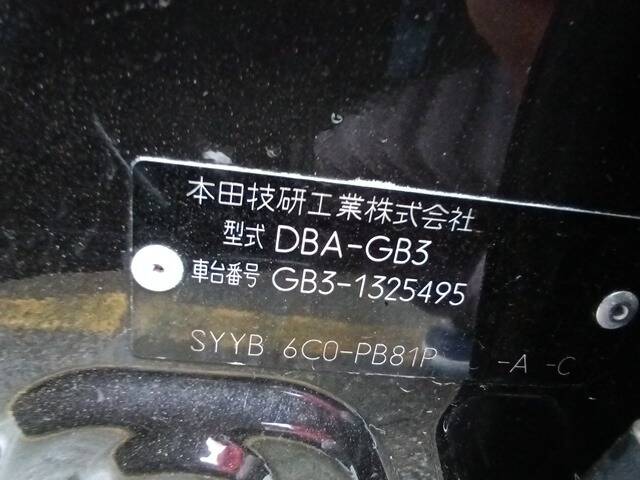 本田技研工業株式会社
型式 DBA-GB3
車台番号 GB3-1325495
SYYB 6C0-PB81P -A -C